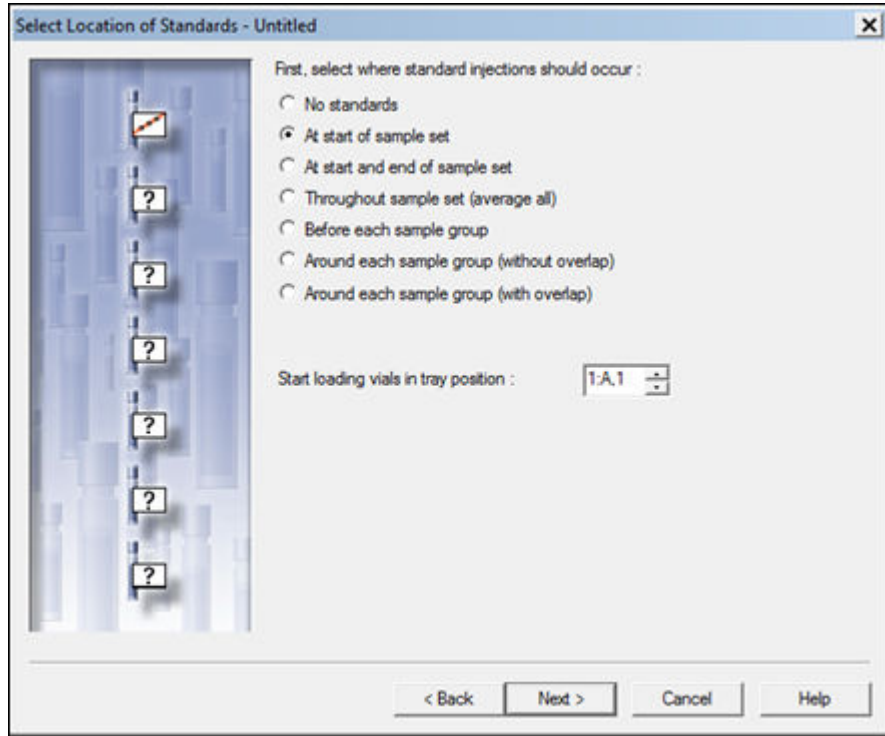 Select Location of Standards - Untitled
First, select where standard injections should occur :
No standards
At start of sample set
At start and end of sample set
Throughout sample set (average all)
Before each sample group
Around each sample group (without overlap)
Around each sample group (with overlap)
Start loading vials in tray position : 1:A,1
?
?
?
?
?
?
< Back Next > Cancel Help